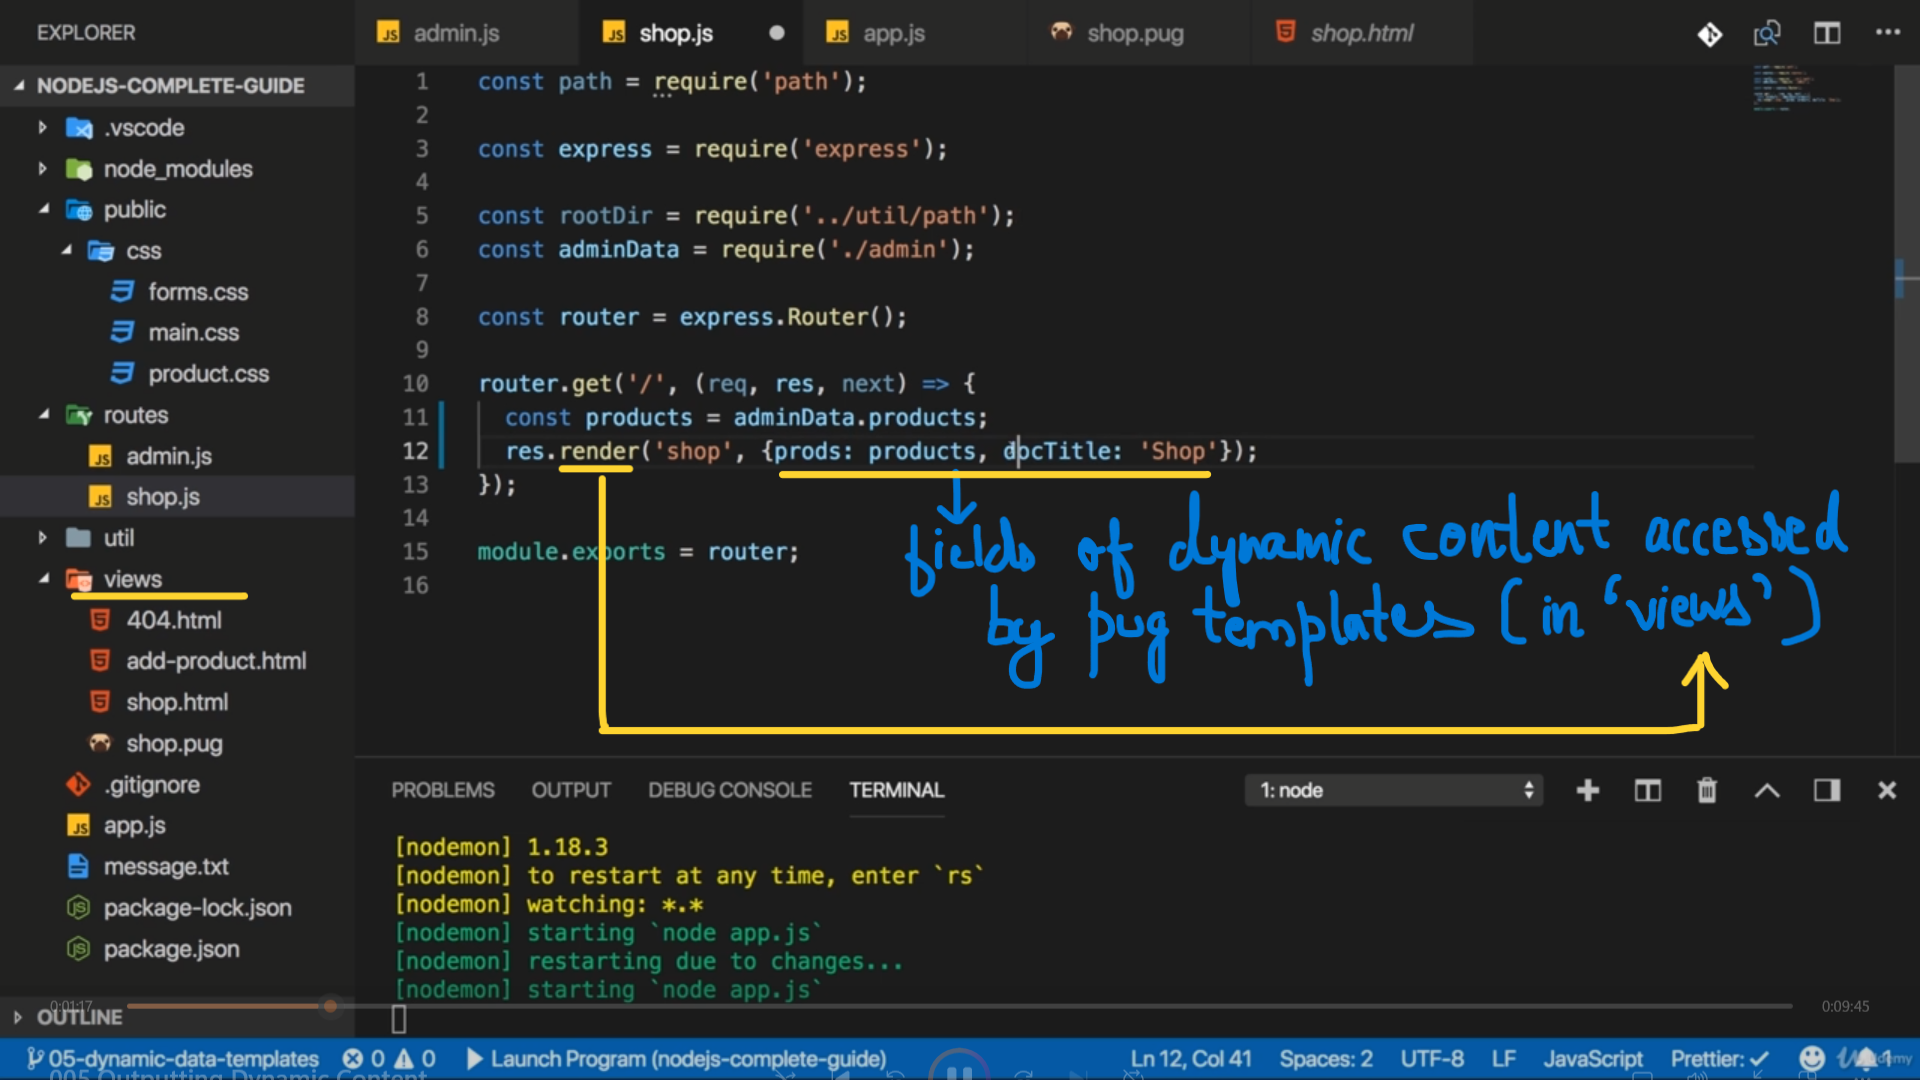 EXPLORER
admin.js
shop.js
app.js
shop.pug
shop.html
NODEJS-COMPLETE-GUIDE
.vscode
node_modules
public
css
forms.css
main.css
product.css
routes
admin.js
shop.js
util
views
404.html
add-product.html
shop.html
shop.pug
.gitignore
app.js
message.txt
package-lock.json
package.json
OUTLINE
1 const path = require('path');
2
3 const express = require('express');
4
5 const rootDir = require('../util/path');
6 const adminData = require('./admin');
7
8 const router = express.Router();
9
10 router.get('/', (req, res, next) => {
11 const products = adminData.products;
12 res.render('shop', {prods: products, docTitle: 'Shop'});
13 });
14
15 module.exports = router;
16
fields of dynamic content accessed
by pug templates (in 'views')
PROBLEMS OUTPUT DEBUG CONSOLE TERMINAL 1: node
[nodemon] 1.18.3
[nodemon] to restart at any time, enter `rs`
[nodemon] watching: *.*
[nodemon] starting `node app.js`
[nodemon] restarting due to changes...
[nodemon] starting `node app.js`
0:01:17
0:09:45
05-dynamic-data-templates 0 0 Launch Program (nodejs-complete-guide) Ln 12, Col 41 Spaces: 2 UTF-8 LF JavaScript Prettier: ✓ 1
005 Outputting Dynamic Content